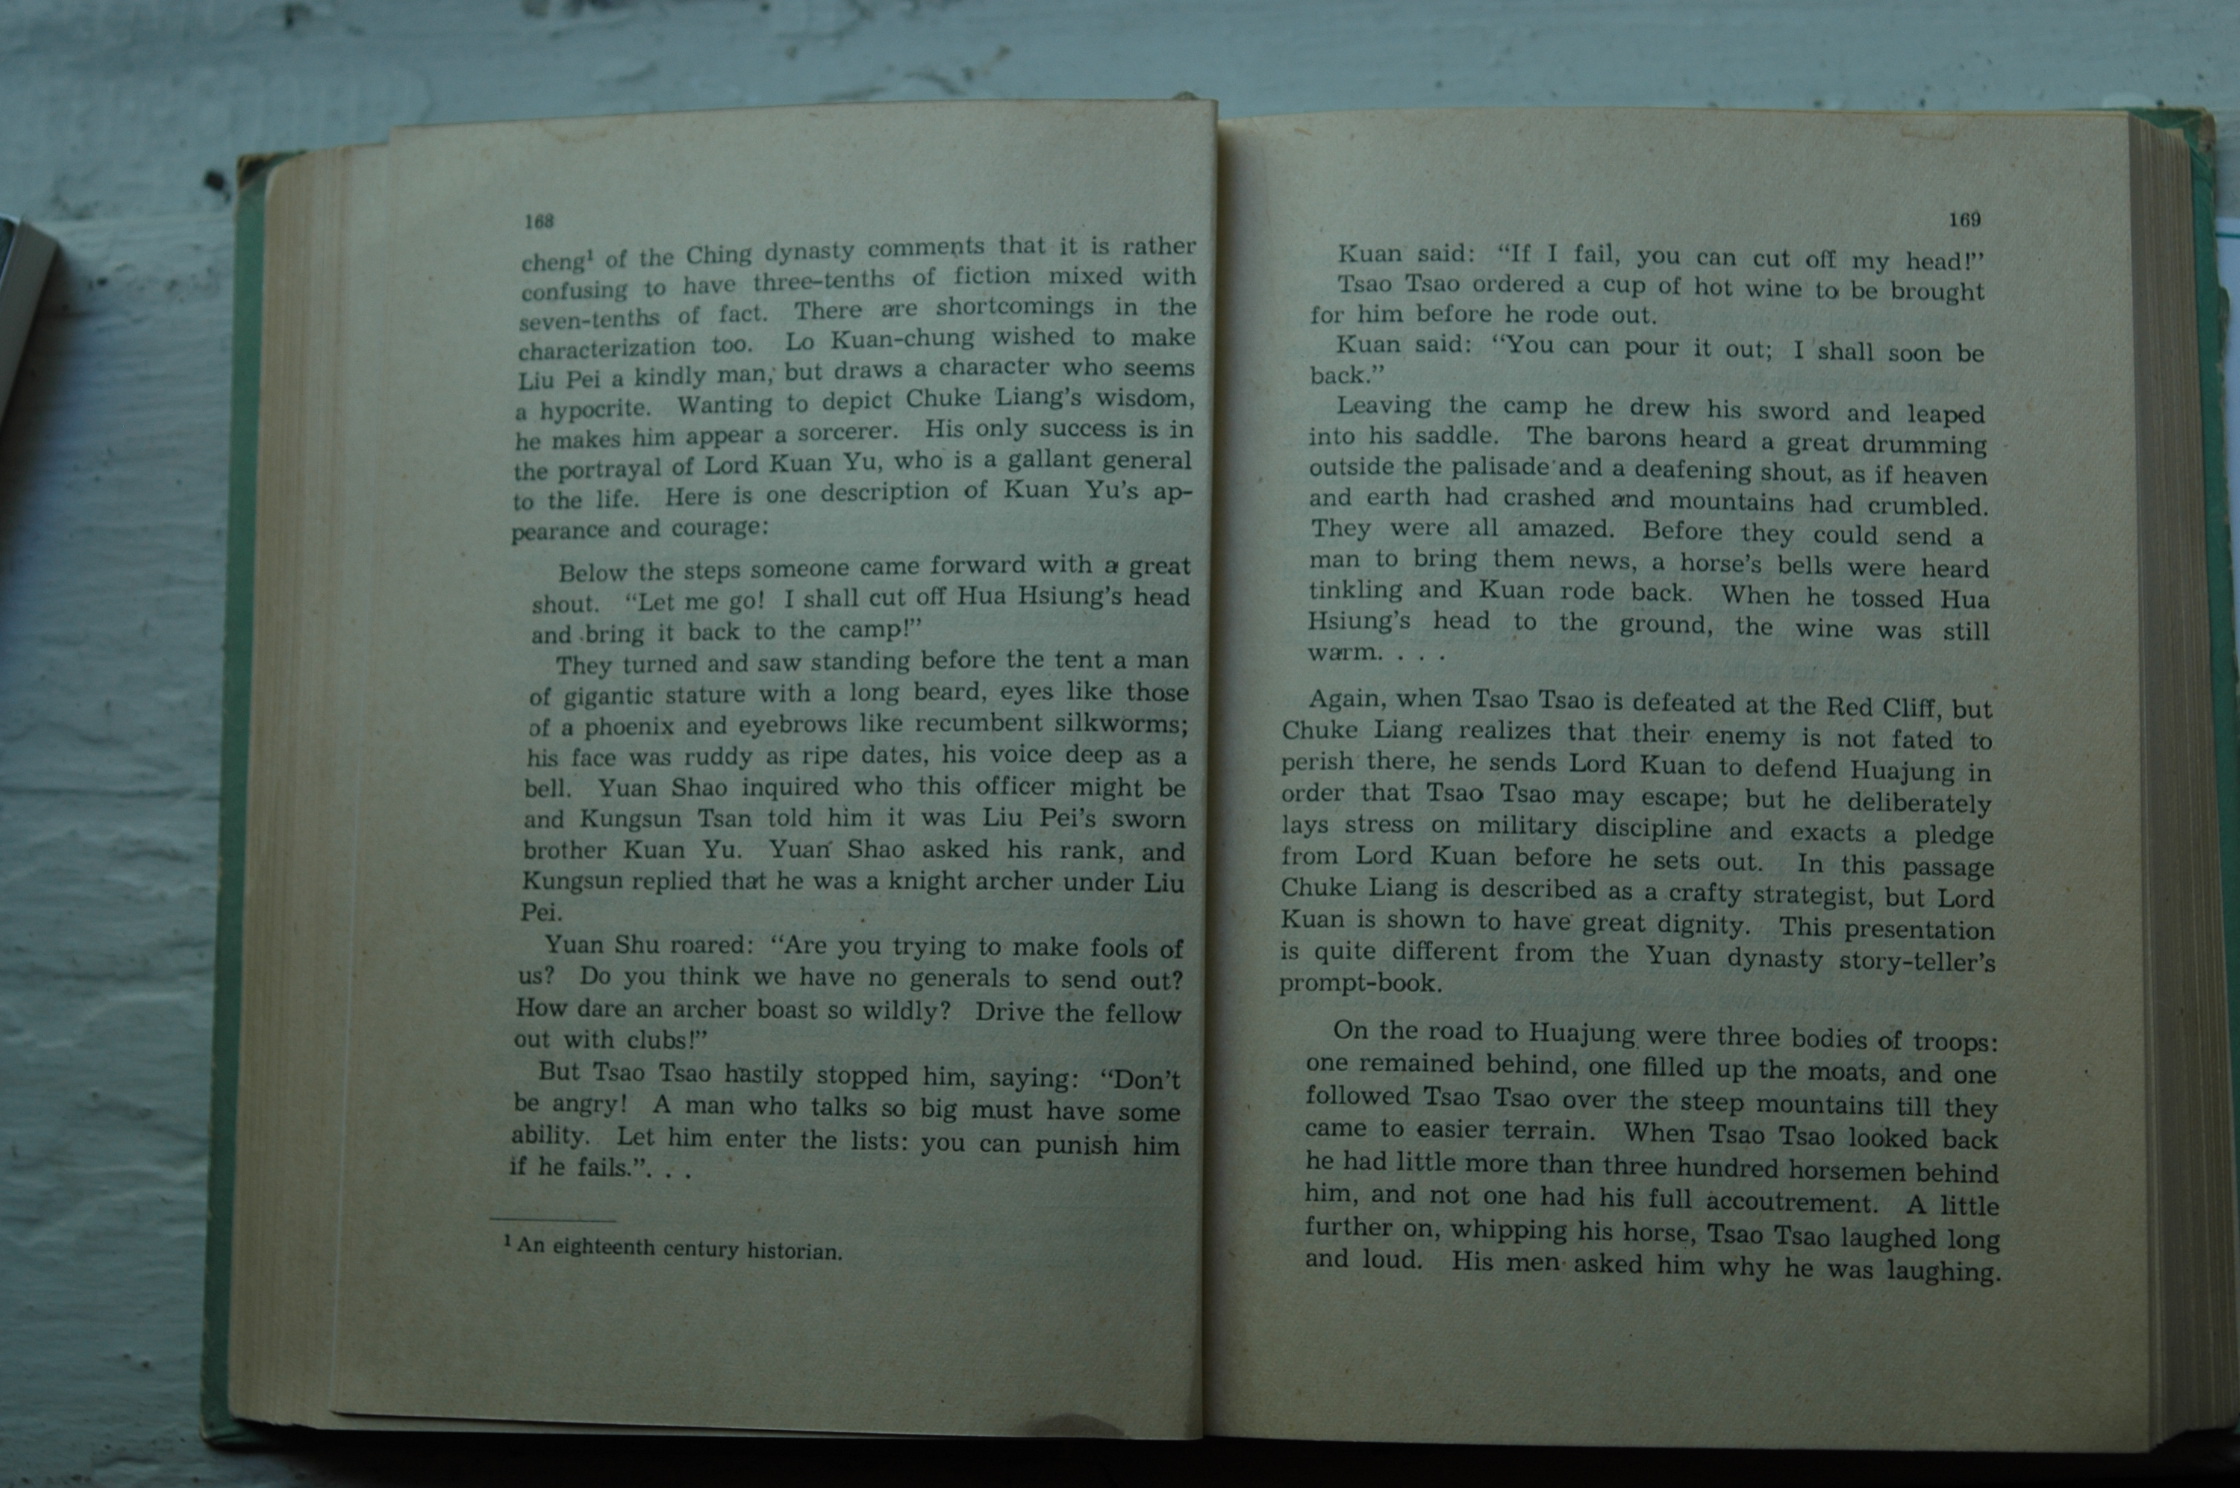 168
cheng¹ of the Ching dynasty comments that it is rather
confusing to have three-tenths of fiction mixed with
seven-tenths of fact. There are shortcomings in the
characterization too. Lo Kuan-chung wished to make
Liu Pei a kindly man, but draws a character who seems
a hypocrite. Wanting to depict Chuke Liang's wisdom,
he makes him appear a sorcerer. His only success is in
the portrayal of Lord Kuan Yu, who is a gallant general
to the life. Here is one description of Kuan Yu's ap-
pearance and courage:
Below the steps someone came forward with a great
shout. "Let me go! I shall cut off Hua Hsiung's head
and bring it back to the camp!"
They turned and saw standing before the tent a man
of gigantic stature with a long beard, eyes like those
of a phoenix and eyebrows like recumbent silkworms;
his face was ruddy as ripe dates, his voice deep as a
bell. Yuan Shao inquired who this officer might be
and Kungsun Tsan told him it was Liu Pei's sworn
brother Kuan Yu. Yuan Shao asked his rank, and
Kungsun replied that he was a knight archer under Liu
Pei.
Yuan Shu roared: "Are you trying to make fools of
us? Do you think we have no generals to send out?
How dare an archer boast so wildly? Drive the fellow
out with clubs!"
But Tsao Tsao hastily stopped him, saying: "Don't
be angry! A man who talks so big must have some
ability. Let him enter the lists: you can punish him
if he fails." . . .
¹ An eighteenth century historian.
169
Kuan said: "If I fail, you can cut off my head!"
Tsao Tsao ordered a cup of hot wine to be brought
for him before he rode out.
Kuan said: "You can pour it out; I shall soon be
back."
Leaving the camp he drew his sword and leaped
into his saddle. The barons heard a great drumming
outside the palisade and a deafening shout, as if heaven
and earth had crashed and mountains had crumbled.
They were all amazed. Before they could send a
man to bring them news, a horse's bells were heard
tinkling and Kuan rode back. When he tossed Hua
Hsiung's head to the ground, the wine was still
warm. . . .
Again, when Tsao Tsao is defeated at the Red Cliff, but
Chuke Liang realizes that their enemy is not fated to
perish there, he sends Lord Kuan to defend Huajung in
order that Tsao Tsao may escape; but he deliberately
lays stress on military discipline and exacts a pledge
from Lord Kuan before he sets out. In this passage
Chuke Liang is described as a crafty strategist, but Lord
Kuan is shown to have great dignity. This presentation
is quite different from the Yuan dynasty story-teller's
prompt-book.
On the road to Huajung were three bodies of troops:
one remained behind, one filled up the moats, and one
followed Tsao Tsao over the steep mountains till they
came to easier terrain. When Tsao Tsao looked back
he had little more than three hundred horsemen behind
him, and not one had his full accoutrement. A little
further on, whipping his horse, Tsao Tsao laughed long
and loud. His men asked him why he was laughing.